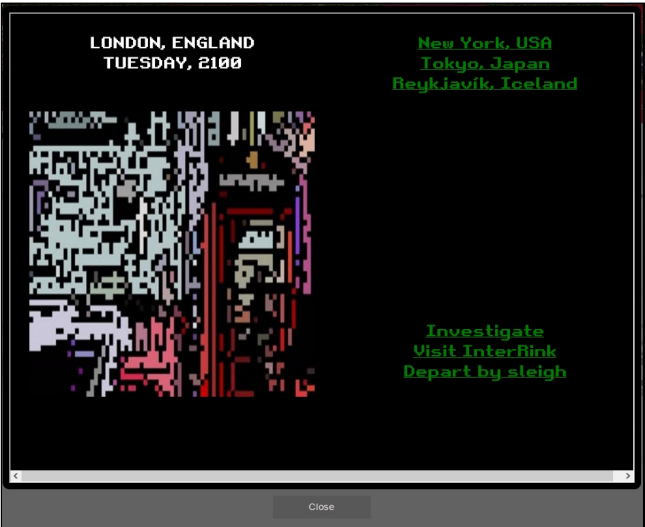 LONDON, ENGLAND
TUESDAY, 2100
New York, USA
Tokyo, Japan
Reykjavík, Iceland
Investigate
Visit InterRink
Depart by sleigh
Close